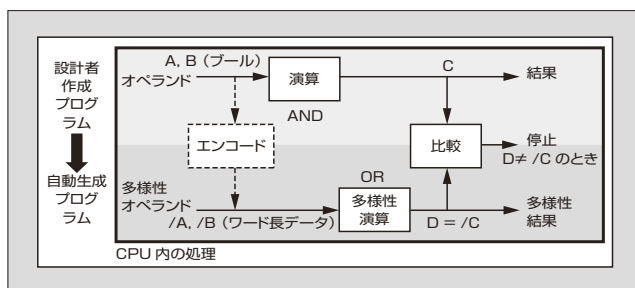 設計者
作成
プログ
ラム
自動生成
プログ
ラム
A, B（ブール）
オペランド
演算
AND
C
結果
エンコード
比較
停止
D≠ /C のとき
多様性
オペランド
/A, /B（ワード長データ）
OR
多様性
演算
D = /C
多様性
結果
CPU 内の処理